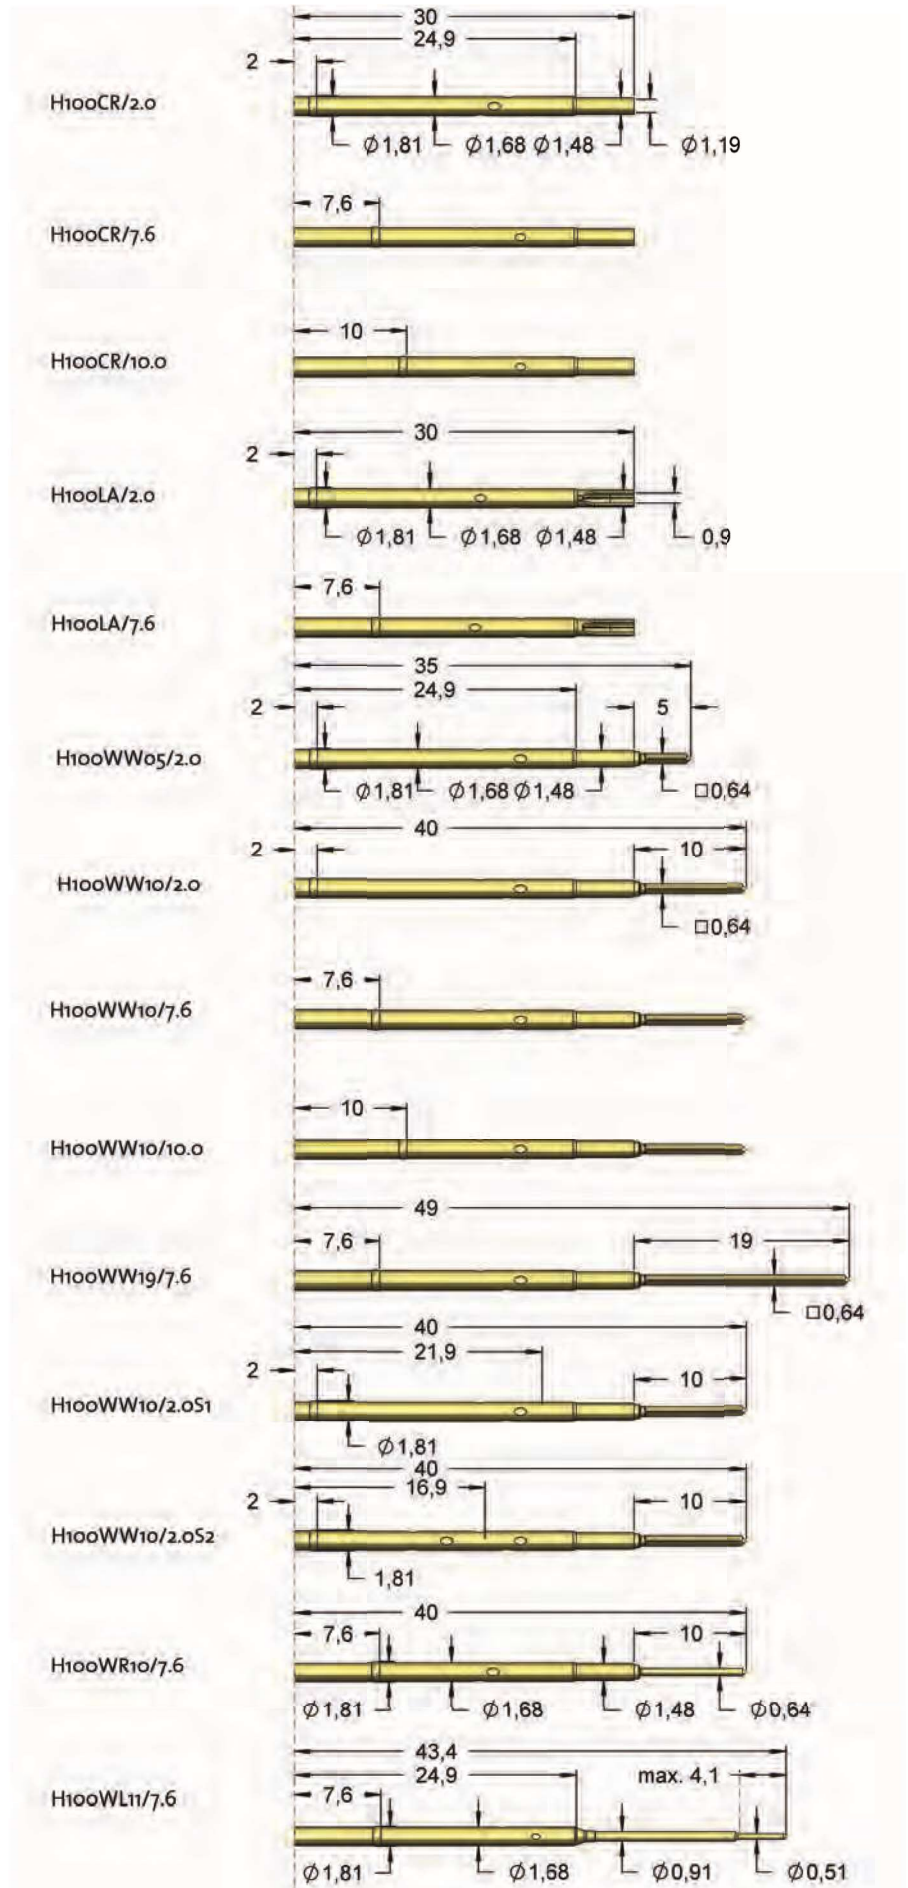 30
24,9
2
H100CR/2.0
Ø1,81 Ø1,68 Ø1,48 Ø1,19
7,6
H100CR/7.6
10
H100CR/10.0
30
2
H100LA/2.0
Ø1,81 Ø1,68 Ø1,48 0,9
7,6
H100LA/7.6
35
24,9
2 5
H100WW05/2.0
Ø1,81 Ø1,68 Ø1,48 □0,64
40
2 10
H100WW10/2.0
□0,64
7,6
H100WW10/7.6
10
H100WW10/10.0
49
7,6 19
H100WW19/7.6
□0,64
40
21,9
2 10
H100WW10/2.0S1
Ø1,81
40
16,9
2 10
H100WW10/2.0S2
1,81
40
7,6 10
H100WR10/7.6
Ø1,81 Ø1,68 Ø1,48 Ø0,64
43,4
24,9 max. 4,1
7,6
H100WL11/7.6
Ø1,81 Ø1,68 Ø0,91 Ø0,51